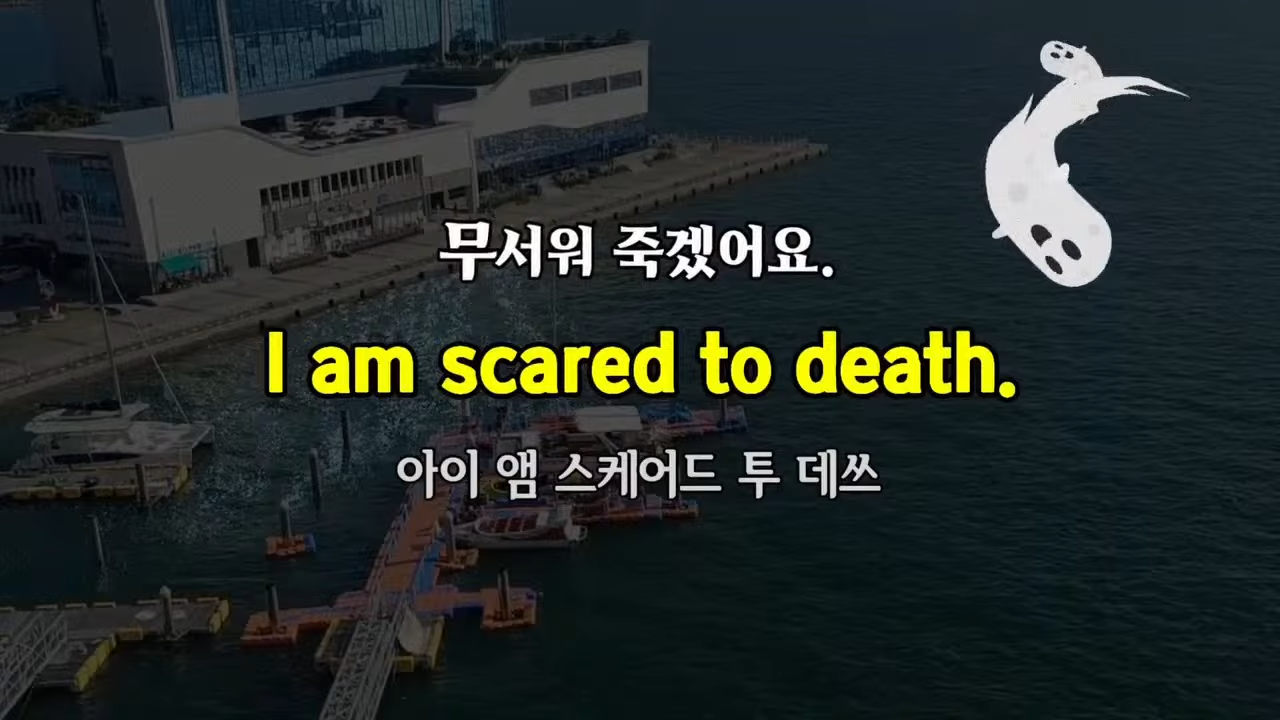 무서워 죽겠어요.
I am scared to death.
아이 앰 스케어드 투 데쓰